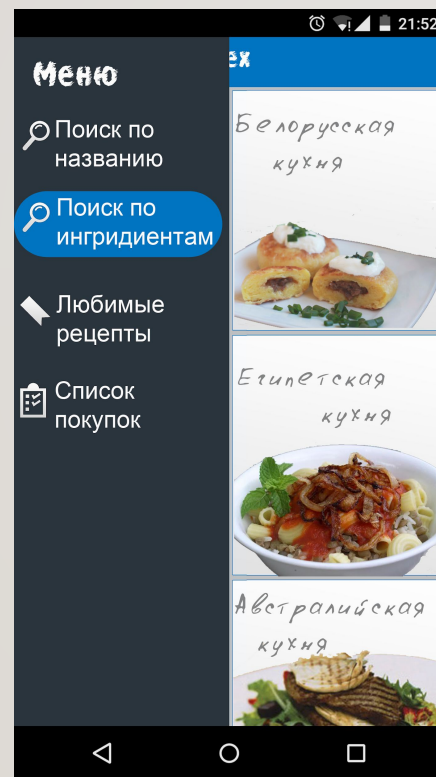 21:52
Меню
ех
Поиск по
названию
Поиск по
ингридиентам
Любимые
рецепты
Список
покупок
Белорусская
кухня
Египетская
кухня
Австралийская
кухня